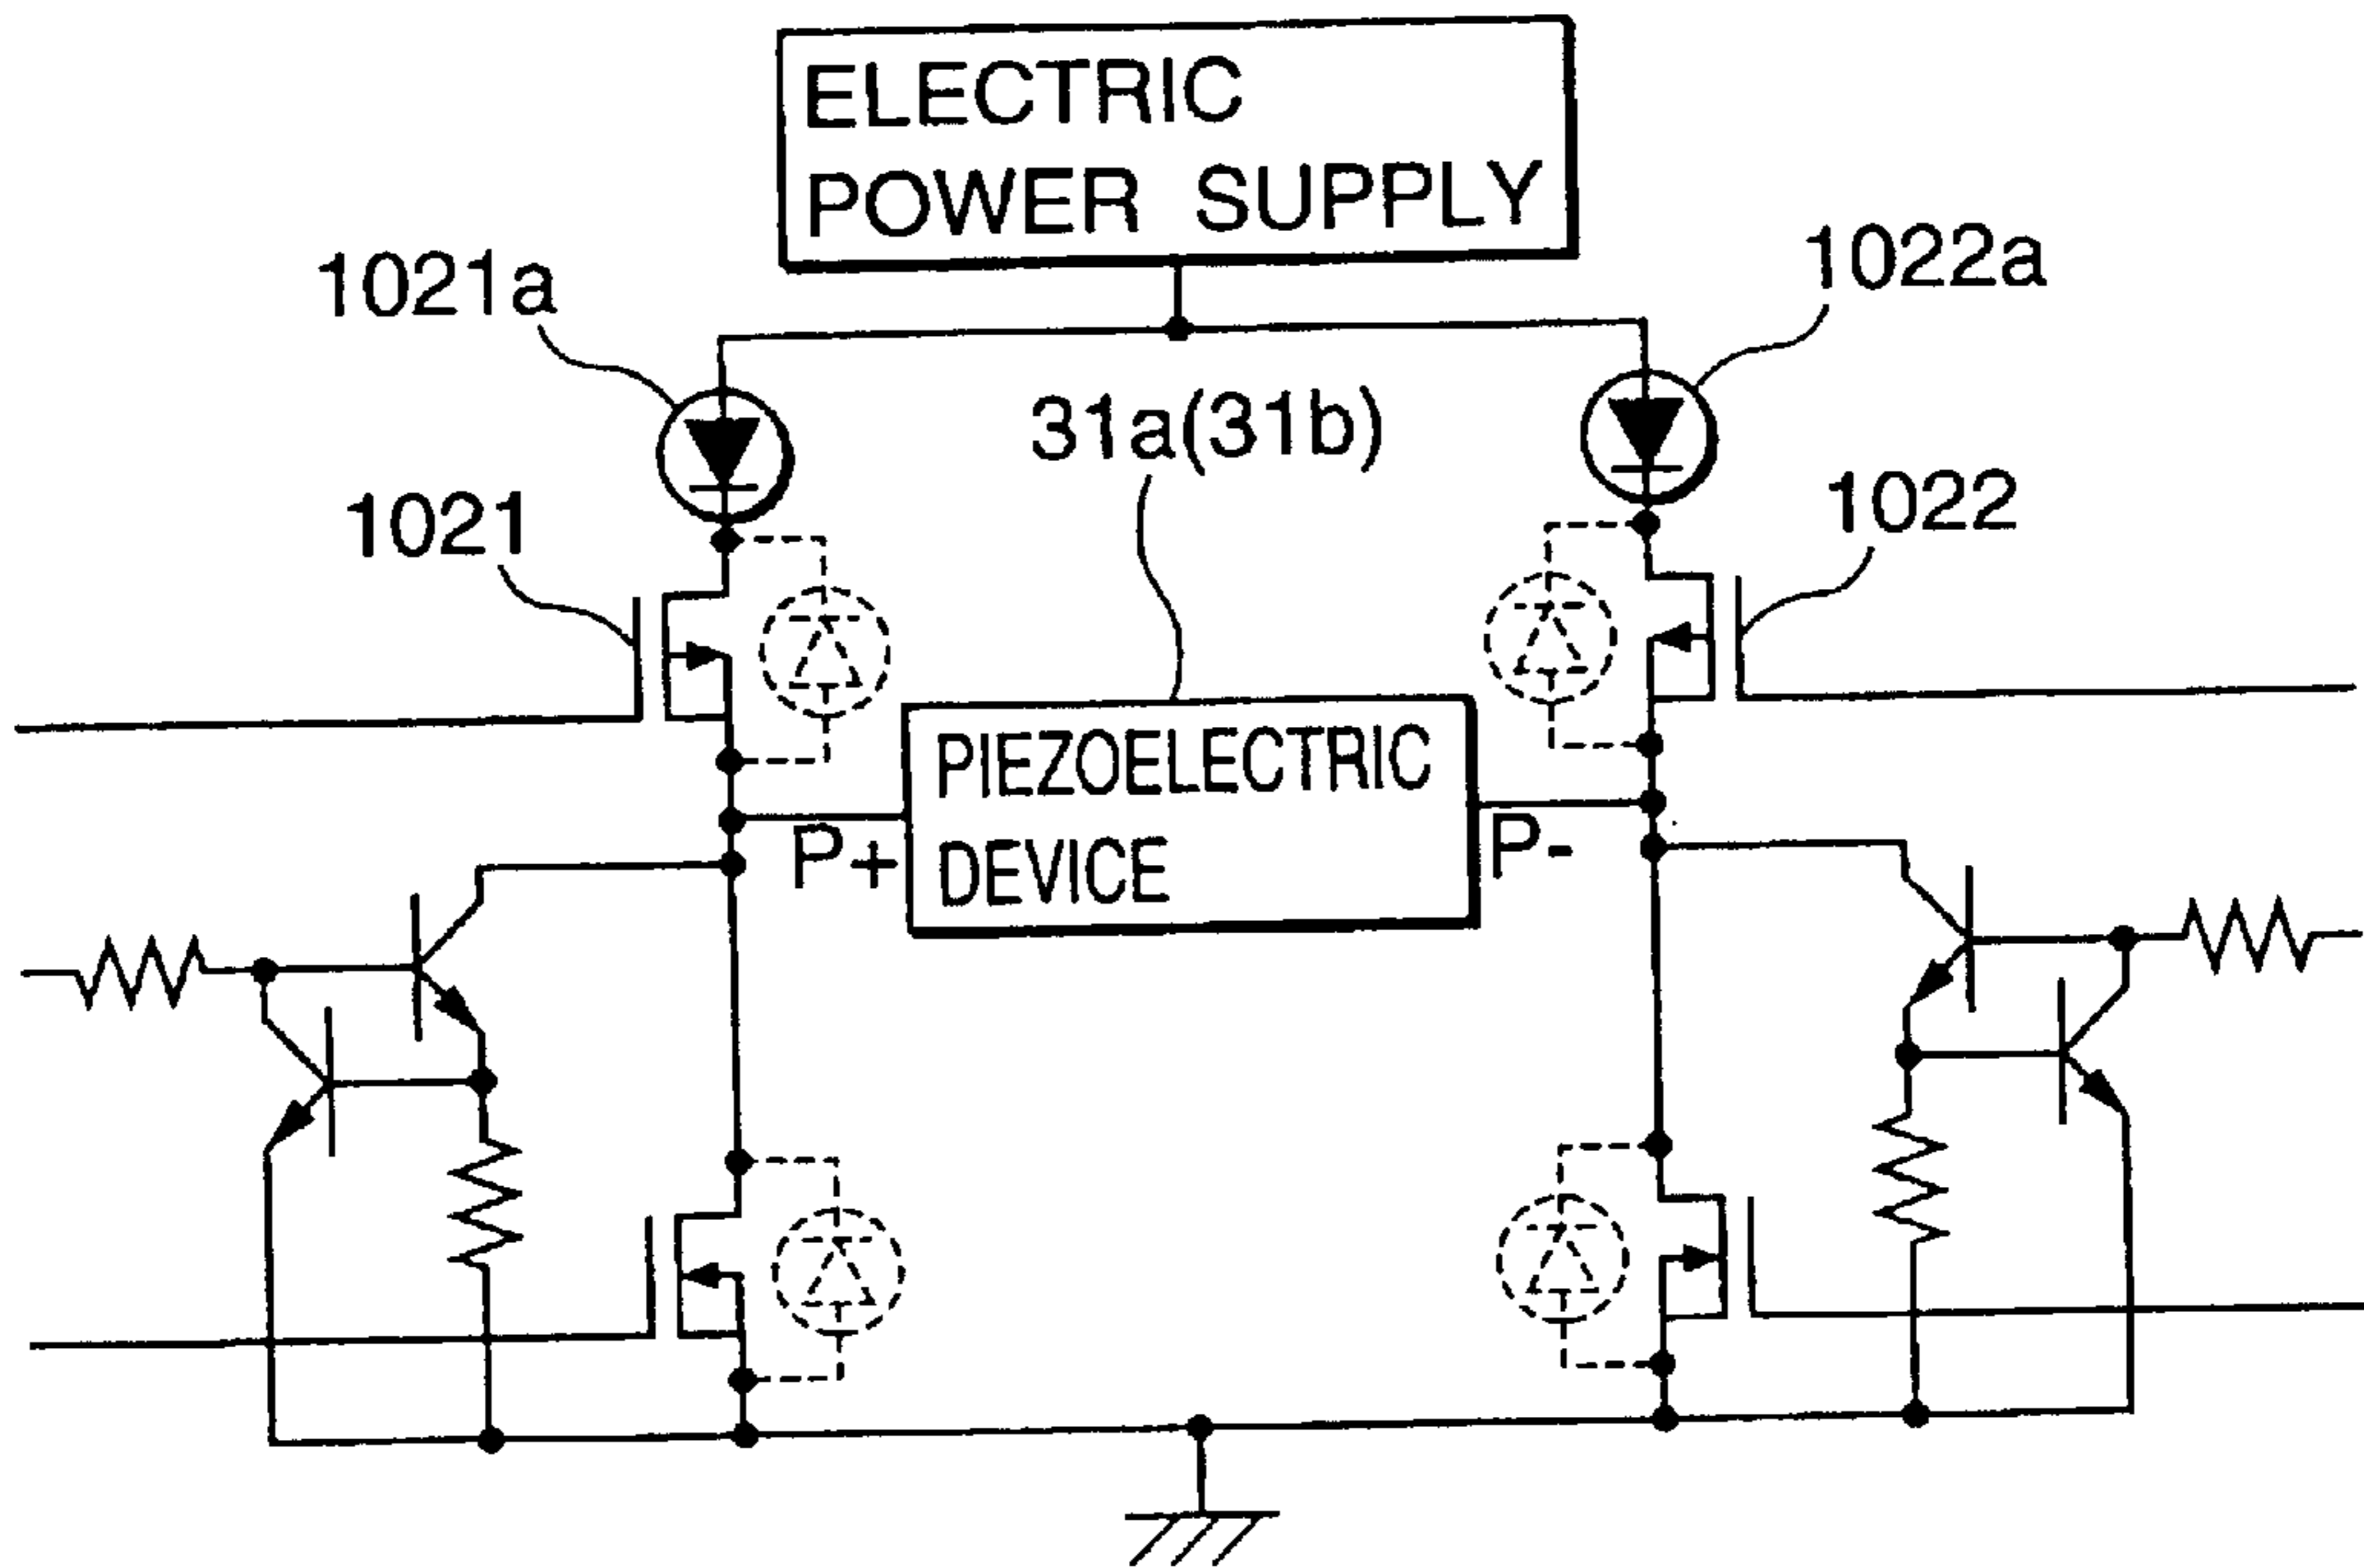 ELECTRIC
POWER SUPPLY
1021a
1022a
31a(31b)
1021
1022
PIEZOELECTRIC
DEVICE
P+
P-